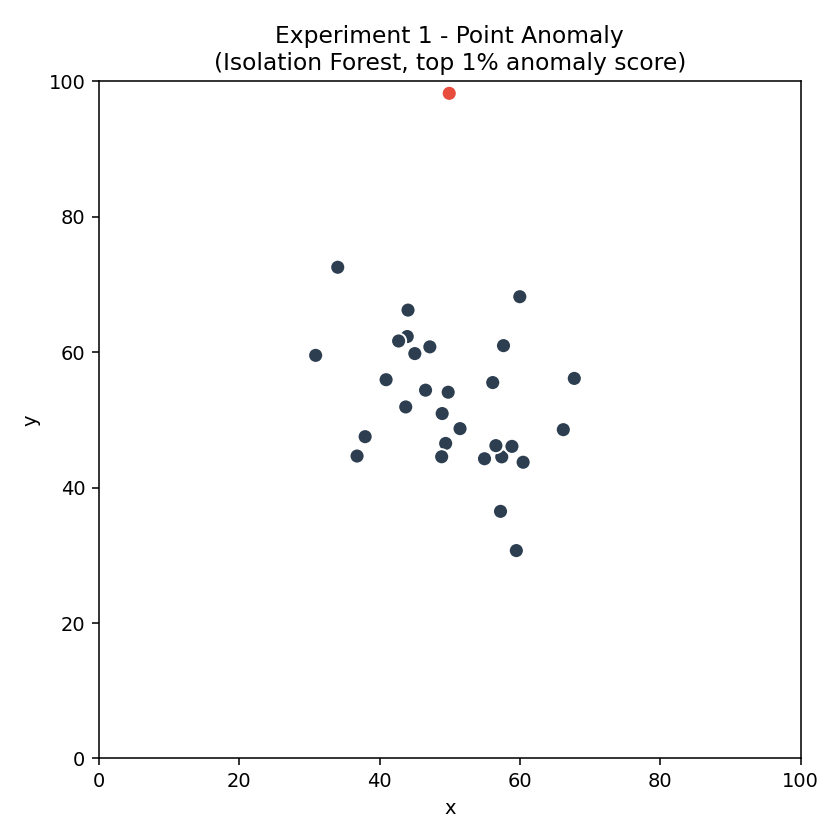 Experiment 1 - Point Anomaly
(Isolation Forest, top 1% anomaly score)
100
80
60
40
20
0
y
0 20 40 60 80 100
x